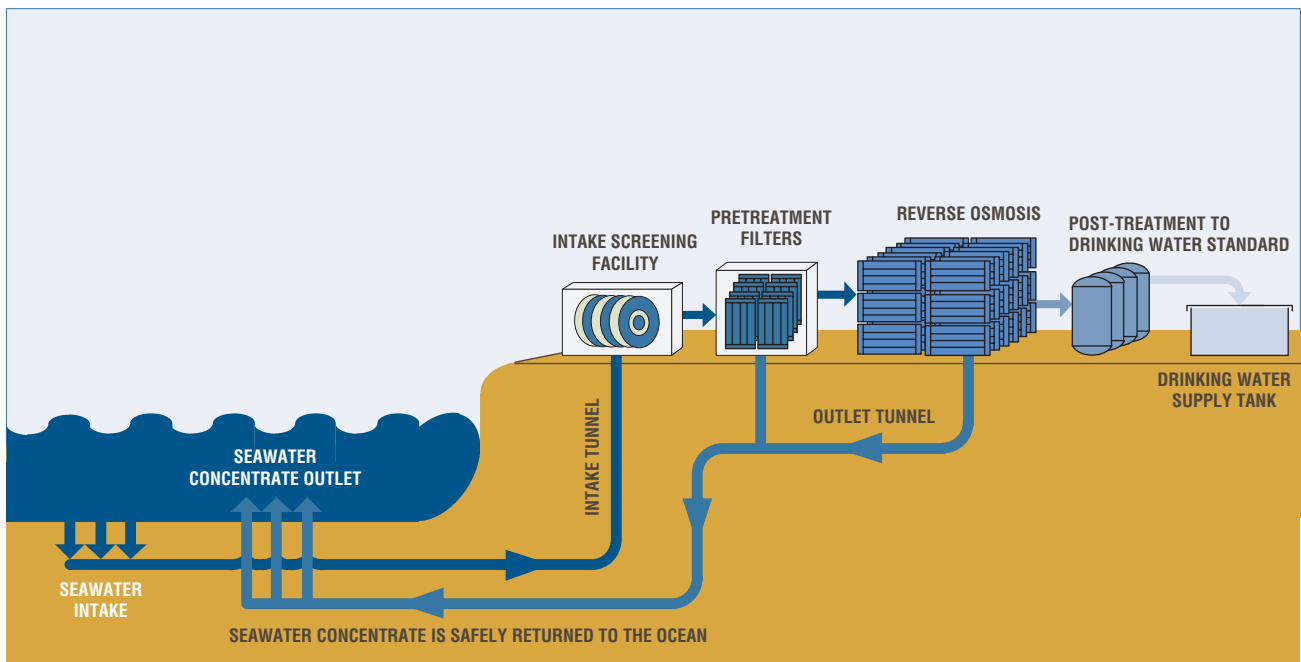 INTAKE SCREENING
FACILITY
PRETREATMENT
FILTERS
REVERSE OSMOSIS
POST-TREATMENT TO
DRINKING WATER STANDARD
DRINKING WATER
SUPPLY TANK
OUTLET TUNNEL
INTAKE TUNNEL
SEAWATER
CONCENTRATE OUTLET
SEAWATER
INTAKE
SEAWATER CONCENTRATE IS SAFELY RETURNED TO THE OCEAN